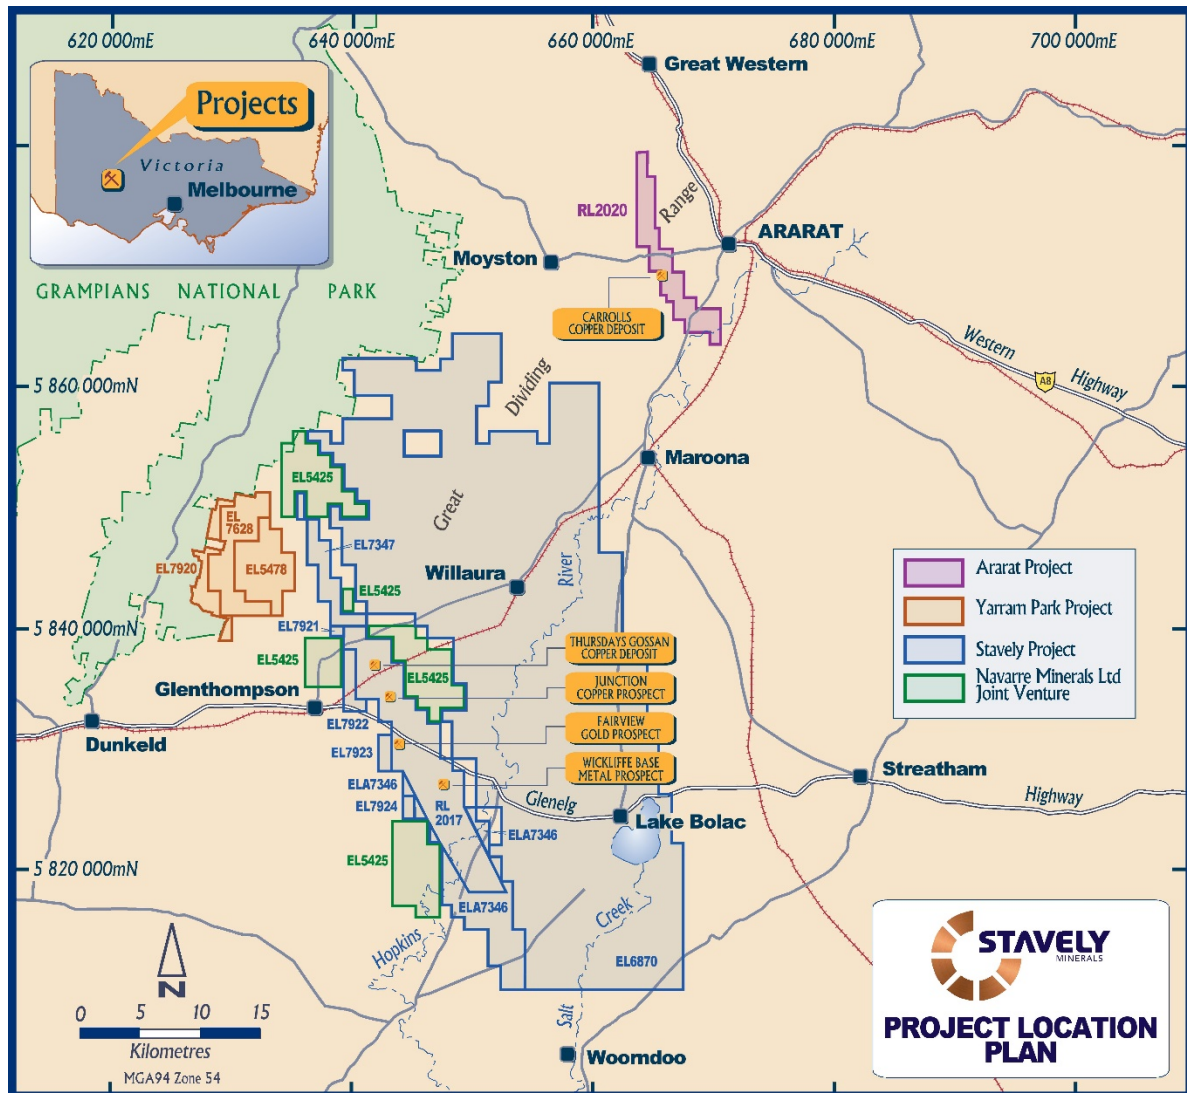 620 000mE
640 000mE
660 000mE
680 000mE
700 000mE
Projects
Victoria
Melbourne
Great Western
RL2020
Range
ARARAT
Moyston
GRAMPIANS NATIONAL PARK
CARROLLS
COPPER DEPOSIT
Western
Highway
A8
5 860 000mN
Dividing
Maroona
EL5425
Great
EL
7628
EL7347
EL7920
EL5478
Willaura
River
EL5425
Ararat Project
Yarram Park Project
Stavely Project
Navarre Minerals Ltd
Joint Venture
5 840 000mN
EL7921
EL5425
THURSDAYS GOSSAN
COPPER DEPOSIT
EL5425
JUNCTION
COPPER PROSPECT
Glenthompson
EL7922
FAIRVIEW
GOLD PROSPECT
Dunkeld
EL7923
WICKLIFFE BASE
METAL PROSPECT
Streatham
ELA7346
EL7924
RL
2017
Glenelg
Highway
Lake Bolac
ELA7346
EL5425
5 820 000mN
ELA7346
Creek
Hopkins
EL6870
N
0 5 10 15
Kilometres
MGA94 Zone 54
Salt
Woorndoo
STAVELY
MINERALS
PROJECT LOCATION
PLAN